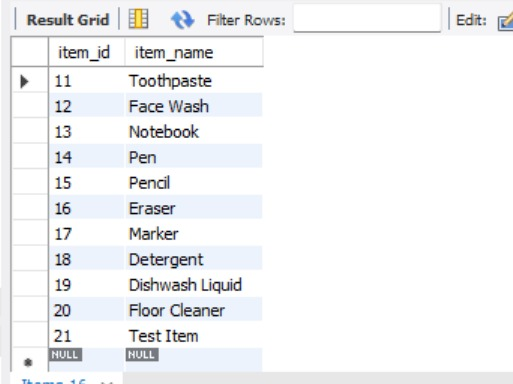 Result Grid Filter Rows: Edit:
item_id item_name
11 Toothpaste
12 Face Wash
13 Notebook
14 Pen
15 Pencil
16 Eraser
17 Marker
18 Detergent
19 Dishwash Liquid
20 Floor Cleaner
21 Test Item
NULL NULL
Items 16